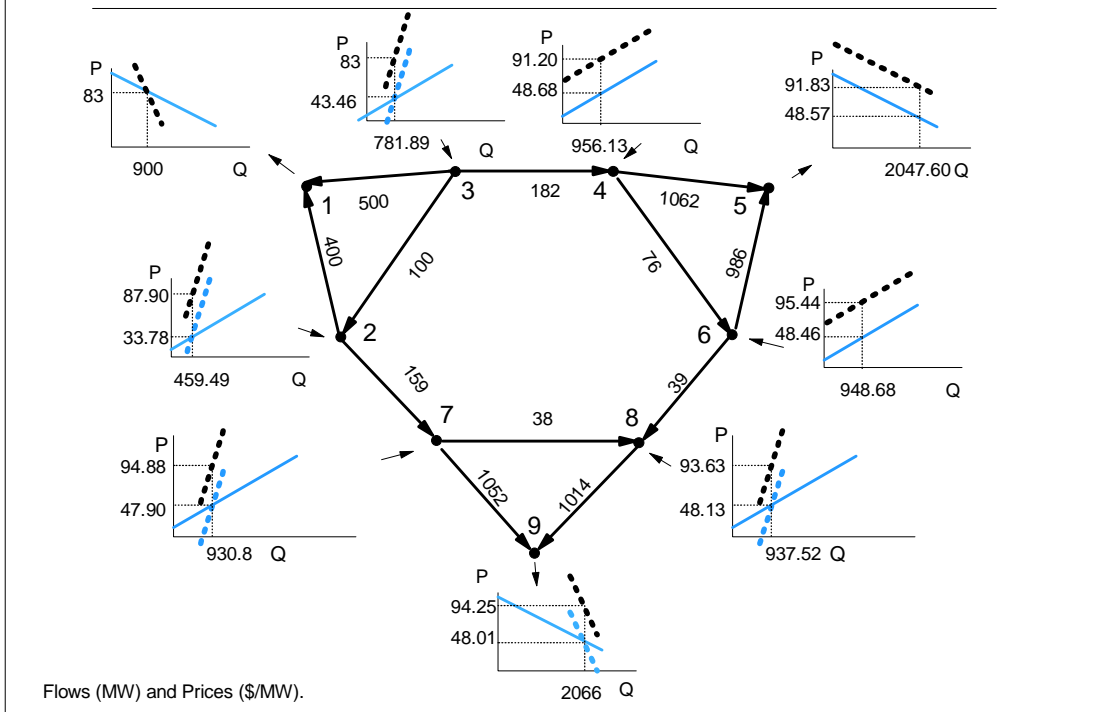 P
83
900
Q
P
83
43.46
781.89
Q
P
91.20
48.68
956.13
Q
P
91.83
48.57
2047.60 Q
1
500
3
182
4
1062
5
400
100
76
986
P
87.90
33.78
459.49
Q
2
6
P
95.44
48.46
948.68
Q
159
39
7
38
8
P
94.88
47.90
930.8
Q
1052
1014
9
P
93.63
48.13
937.52 Q
P
94.25
48.01
2066
Q
Flows (MW) and Prices ($/MW).